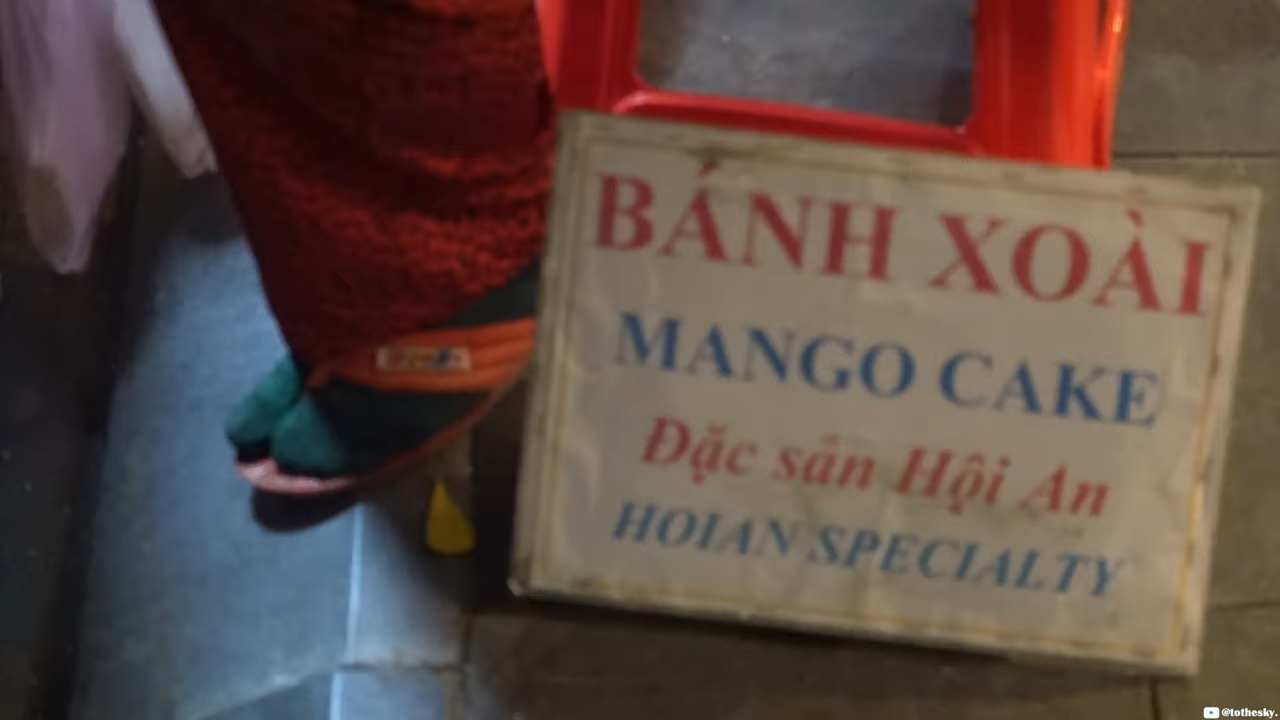 BÁNH XOÀI
MANGO CAKE
Đặc sản Hội An
HOIAN SPECIALTY
@tothesky.